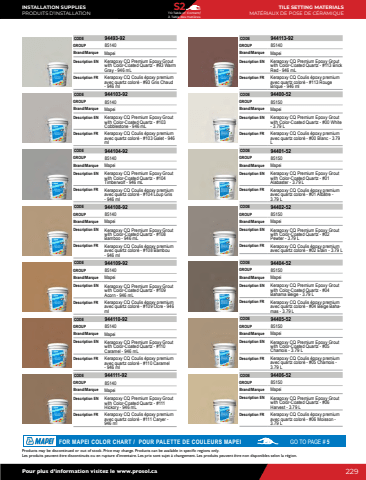 INSTALLATION SUPPLIES
PRODUITS D'INSTALLATION
S2
TILE SETTING MATERIALS
MATÉRIAUX DE POSE DE CÉRAMIQUE
CODE 94493-92
GROUP 85140
Brand/Marque Mapei
Description EN Kerapoxy CQ Premium Epoxy Grout
with Color-Coated Quartz - #93 Warm
Gray - 946 mL
Description FR Kerapoxy CQ Coulis époxy premium
avec quartz coloré - #93 Gris Chaud
- 946 ml
CODE 944103-92
GROUP 85140
Brand/Marque Mapei
Description EN Kerapoxy CQ Premium Epoxy Grout
with Color-Coated Quartz - #103
Cobblestone - 946 mL
Description FR Kerapoxy CQ Coulis époxy premium
avec quartz coloré - #103 Galet - 946
ml
CODE 944104-92
GROUP 85140
Brand/Marque Mapei
Description EN Kerapoxy CQ Premium Epoxy Grout
with Color-Coated Quartz - #104
Timberwolf - 946 mL
Description FR Kerapoxy CQ Coulis époxy premium
avec quartz coloré - #104 Loup Gris
- 946 ml
CODE 944108-92
GROUP 85140
Brand/Marque Mapei
Description EN Kerapoxy CQ Premium Epoxy Grout
with Color-Coated Quartz - #108
Bamboo - 946 mL
Description FR Kerapoxy CQ Coulis époxy premium
avec quartz coloré - #108 Bambou
- 946 ml
CODE 944109-92
GROUP 85140
Brand/Marque Mapei
Description EN Kerapoxy CQ Premium Epoxy Grout
with Color-Coated Quartz - #109
Acorn - 946 mL
Description FR Kerapoxy CQ Coulis époxy premium
avec quartz coloré - #109 Ocre - 946
ml
CODE 944110-92
GROUP 85140
Brand/Marque Mapei
Description EN Kerapoxy CQ Premium Epoxy Grout
with Color-Coated Quartz - #110
Caramel - 946 mL
Description FR Kerapoxy CQ Coulis époxy premium
avec quartz coloré - #110 Caramel
- 946 ml
CODE 944111-92
GROUP 85140
Brand/Marque Mapei
Description EN Kerapoxy CQ Premium Epoxy Grout
with Color-Coated Quartz - #111
Hickory - 946 mL
Description FR Kerapoxy CQ Coulis époxy premium
avec quartz coloré - #111 Caryer -
946 ml
CODE 944113-92
GROUP 85140
Brand/Marque Mapei
Description EN Kerapoxy CQ Premium Epoxy Grout
with Color-Coated Quartz - #113 Brick
Red - 946 mL
Description FR Kerapoxy CQ Coulis époxy premium
avec quartz coloré - #113 Rouge
Brique - 946 ml
CODE 94400-52
GROUP 85150
Brand/Marque Mapei
Description EN Kerapoxy CQ Premium Epoxy Grout
with Color-Coated Quartz - #00 White
- 3.79 L
Description FR Kerapoxy CQ Coulis époxy premium
avec quartz coloré - #00 Blanc - 3.79
L
CODE 94401-52
GROUP 85150
Brand/Marque Mapei
Description EN Kerapoxy CQ Premium Epoxy Grout
with Color-Coated Quartz - #01
Alabaster - 3.79 L
Description FR Kerapoxy CQ Coulis époxy premium
avec quartz coloré - #01 Albâtre -
3.79 L
CODE 94402-52
GROUP 85150
Brand/Marque Mapei
Description EN Kerapoxy CQ Premium Epoxy Grout
with Color-Coated Quartz - #02
Pewter - 3.79 L
Description FR Kerapoxy CQ Coulis époxy premium
avec quartz coloré - #02 Étain - 3.79 L
CODE 94404-52
GROUP 85150
Brand/Marque Mapei
Description EN Kerapoxy CQ Premium Epoxy Grout
with Color-Coated Quartz - #04
Bahama Beige - 3.79 L
Description FR Kerapoxy CQ Coulis époxy premium
avec quartz coloré - #04 Beige Baha-
mas - 3.79 L
CODE 94405-52
GROUP 85150
Brand/Marque Mapei
Description EN Kerapoxy CQ Premium Epoxy Grout
with Color-Coated Quartz - #05
Chamois - 3.79 L
Description FR Kerapoxy CQ Coulis époxy premium
avec quartz coloré - #05 Chamois -
3.79 L
CODE 94406-52
GROUP 85150
Brand/Marque Mapei
Description EN Kerapoxy CQ Premium Epoxy Grout
with Color-Coated Quartz - #06
Harvest - 3.79 L
Description FR Kerapoxy CQ Coulis époxy premium
avec quartz coloré - #06 Moisson -
3.79 L
MAPEI FOR MAPEI COLOR CHART / POUR PALETTE DE COULEURS MAPEI GO TO PAGE # 5
Products may be discontinued or out of stock. Price may change. Products can be available in specific regions only.
Les produits peuvent être discontinués ou en rupture d'inventaire. Les prix sont sujet à changement. Les produits peuvent être non disponibles selon la région.
Pour plus d'information visitez le www.prosol.ca
229